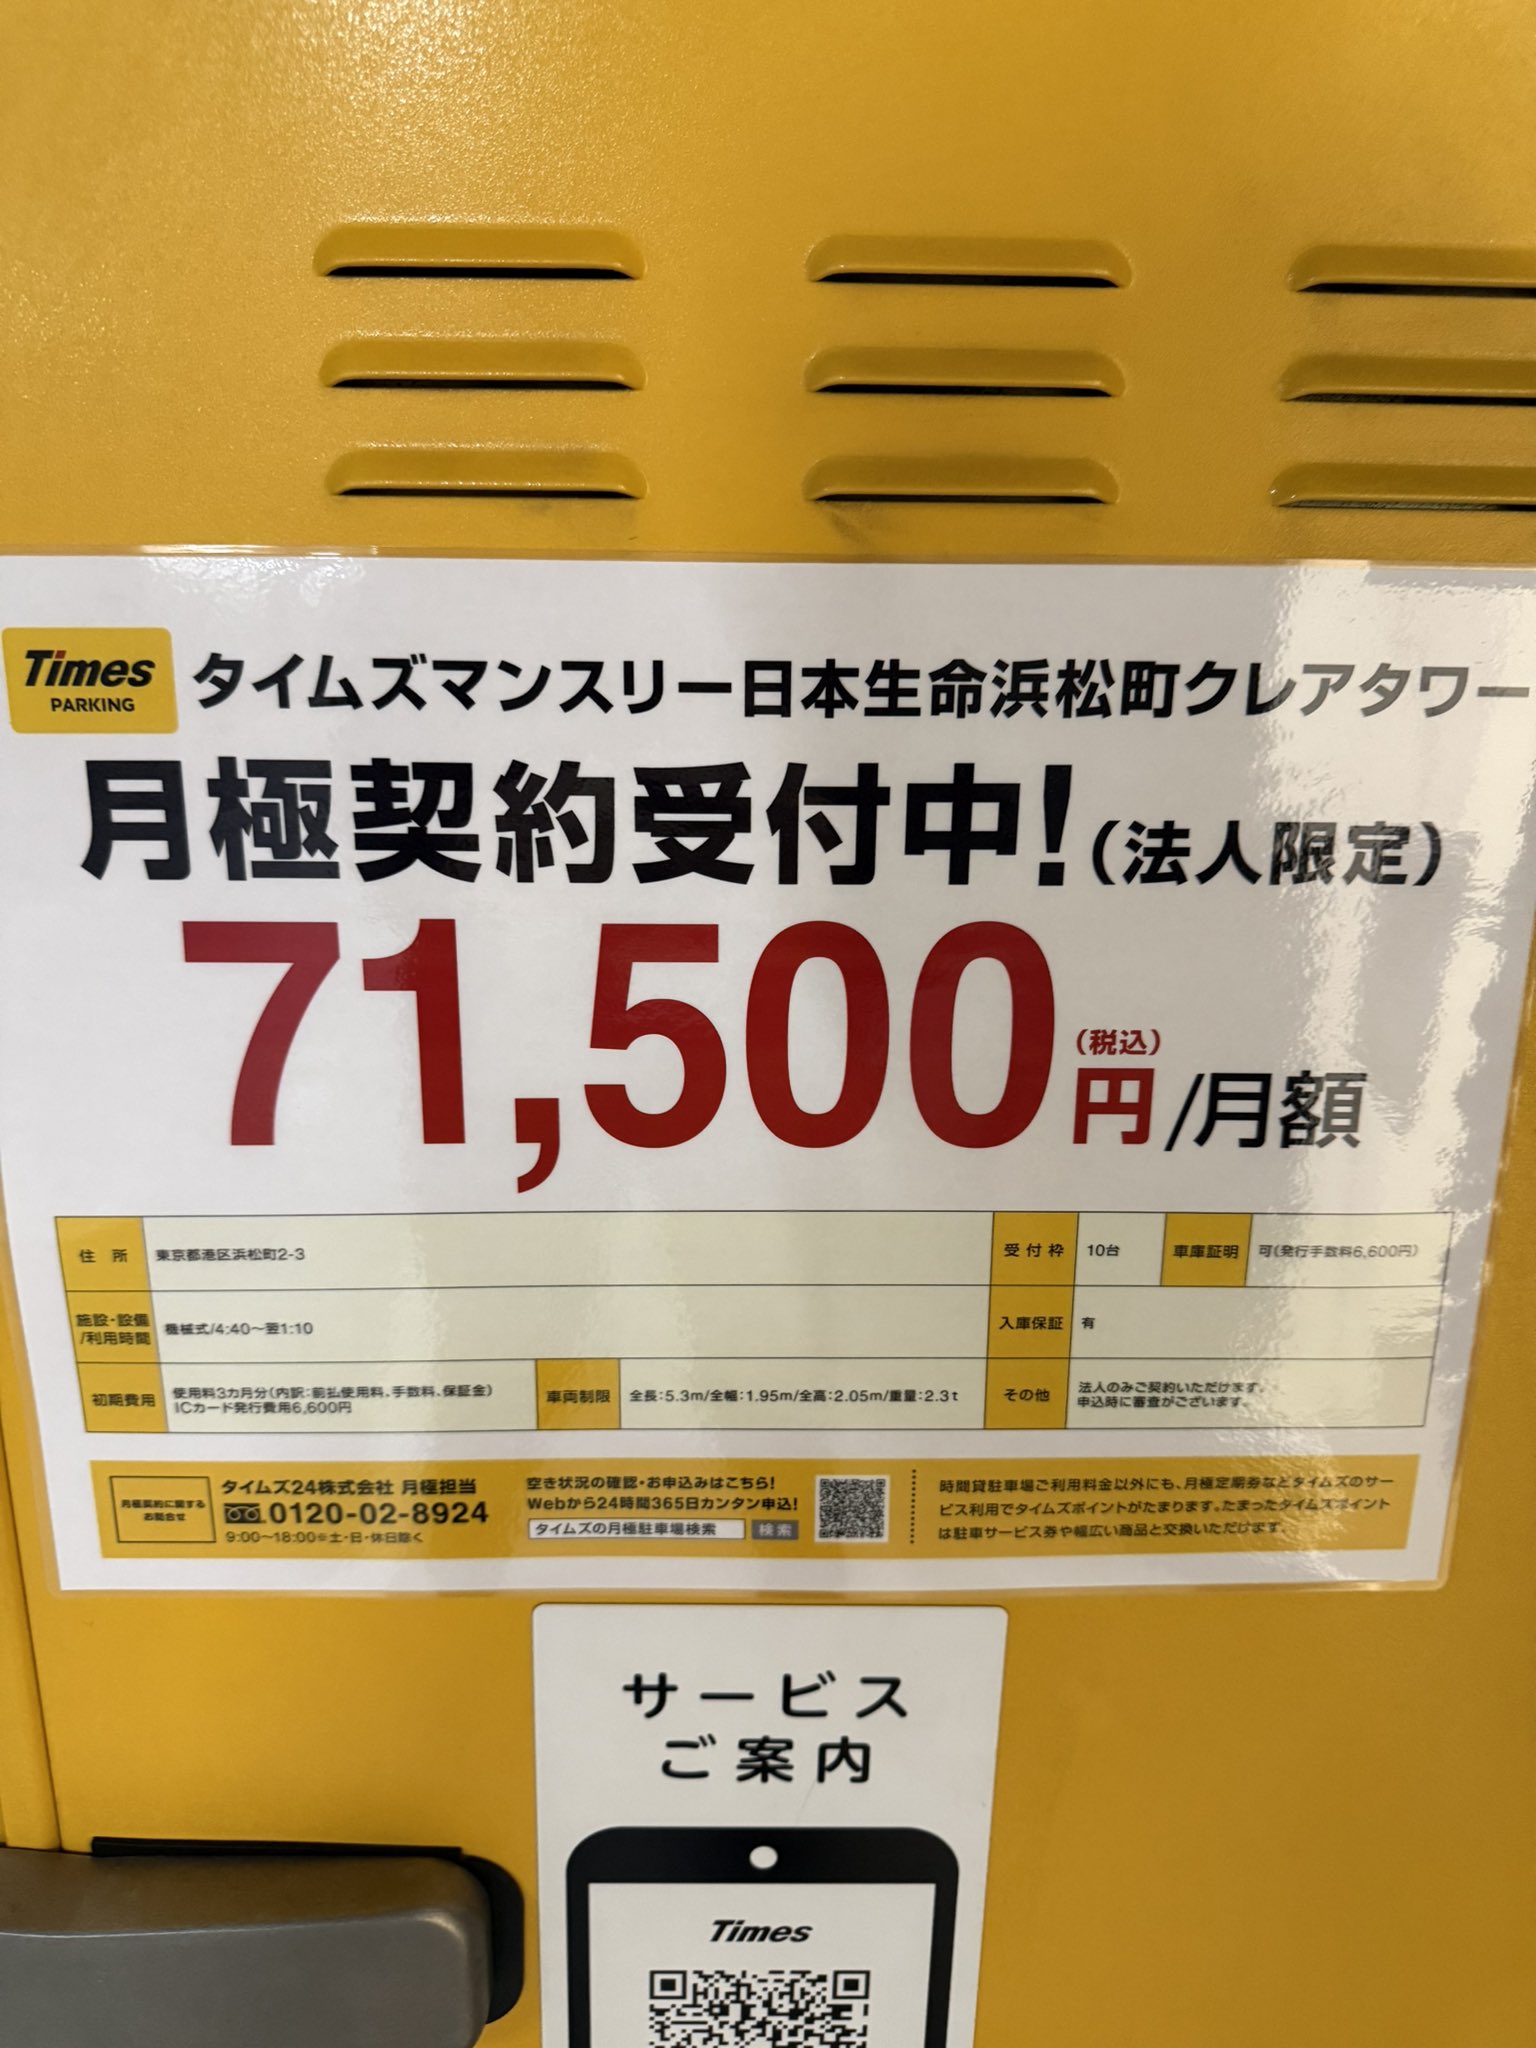 Times PARKING
タイムズマンスリー日本生命浜松町クレアタワー
月極契約受付中!(法人限定)
71,500円(税込)/月額
住所 東京都港区浜松町2-3 受付枠 10台 車庫証明 可(発行手数料6,600円)
施設・設備/利用時間 機械式/4:40〜翌1:10 入庫保証 有
初期費用 使用料3カ月分(内訳:前払使用料、手数料、保証金)
ICカード発行費用6,600円
車両制限 全長:5.3m/全幅:1.95m/全高:2.05m/重量:2.3t
その他 法人のみご契約いただけます。
申込時に審査がございます。
月極契約に関する
お問合せ
タイムズ24株式会社 月極担当
0120-02-8924
9:00〜18:00※土・日・休日除く
空き状況の確認・お申込みはこちら!
Webから24時間365日カンタン申込!
タイムズの月極駐車場検索 検索
時間貸駐車場ご利用料金以外にも、月極定期券などタイムズのサー
ビス利用でタイムズポイントがたまります。たまったタイムズポイント
は駐車サービス券や幅広い商品と交換いただけます。
サービス
ご案内
Times